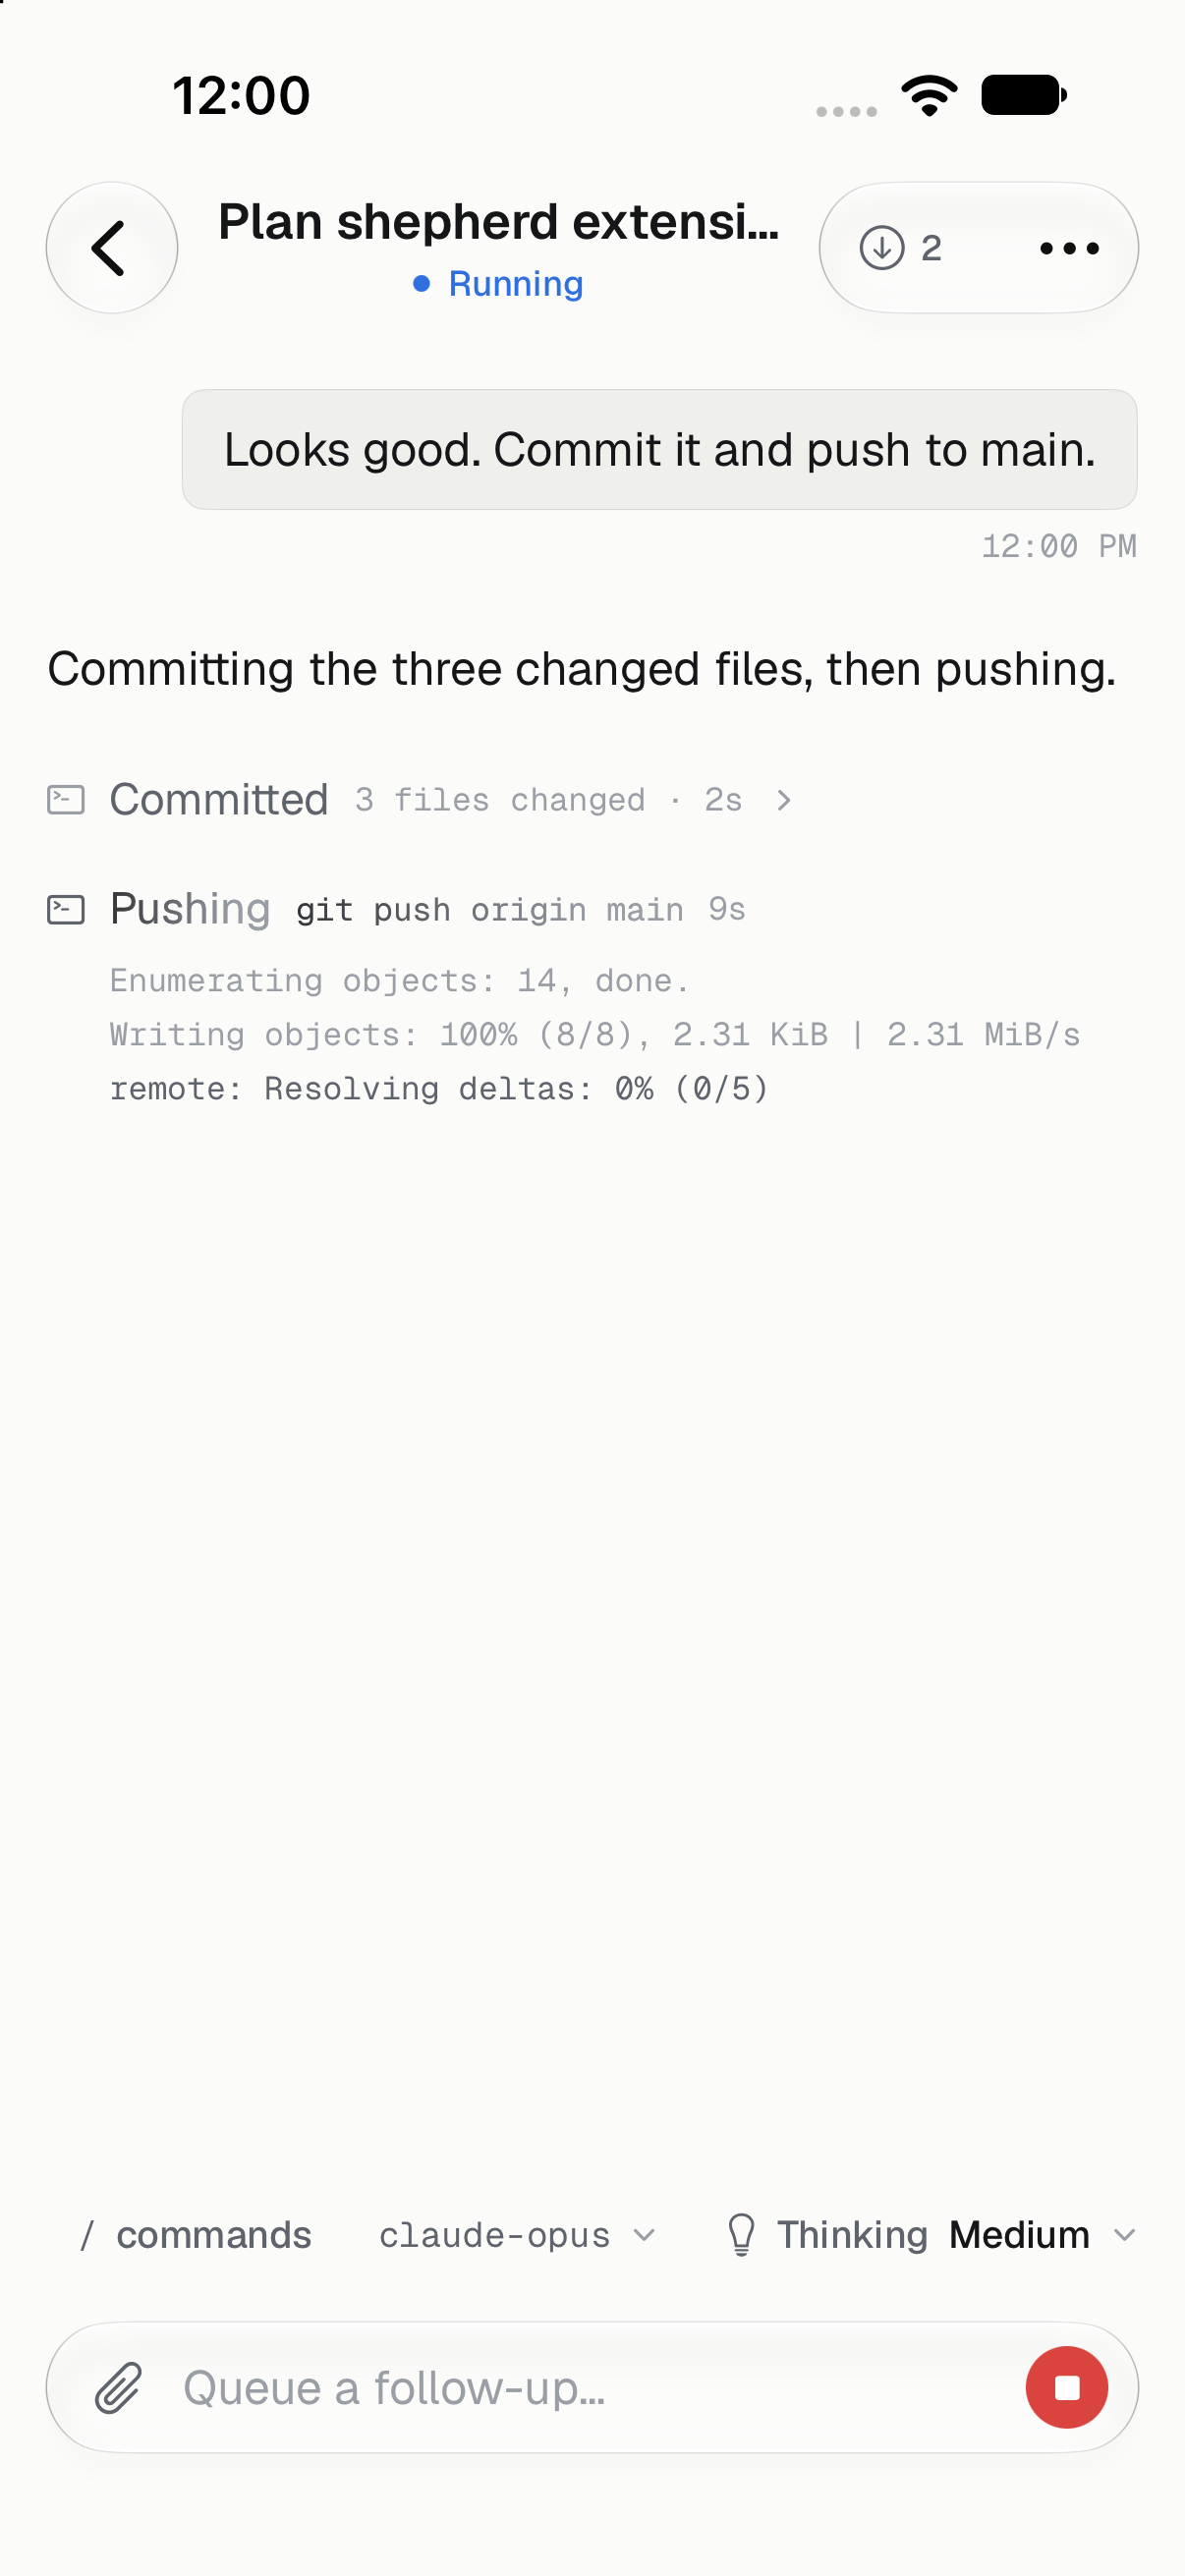 12:00
Plan shepherd extensi...
Running
2
Looks good. Commit it and push to main.
12:00 PM
Committing the three changed files, then pushing.
Committed 3 files changed · 2s
Pushing git push origin main 9s
Enumerating objects: 14, done.
Writing objects: 100% (8/8), 2.31 KiB | 2.31 MiB/s
remote: Resolving deltas: 0% (0/5)
/ commands claude-opus Thinking Medium
Queue a follow-up...